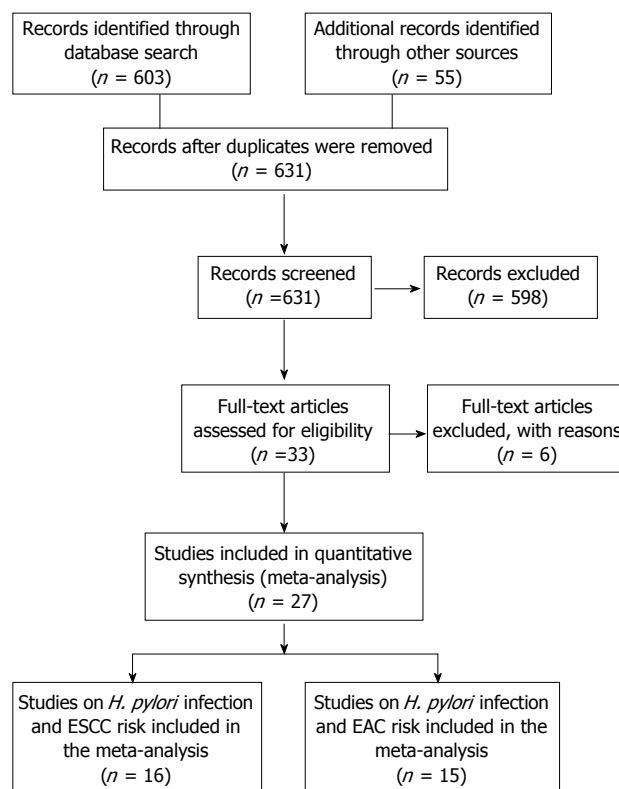 Records identified through
database search
(n = 603)
Additional records identified
through other sources
(n = 55)
Records after duplicates were removed
(n = 631)
Records screened
(n =631)
Records excluded
(n = 598)
Full-text articles
assessed for eligibility
(n =33)
Full-text articles
excluded, with reasons
(n = 6)
Studies included in quantitative
synthesis (meta-analysis)
(n = 27)
Studies on H. pylori infection
and ESCC risk included in
the meta-analysis
(n = 16)
Studies on H. pylori infection
and EAC risk included in the
meta-analysis
(n = 15)